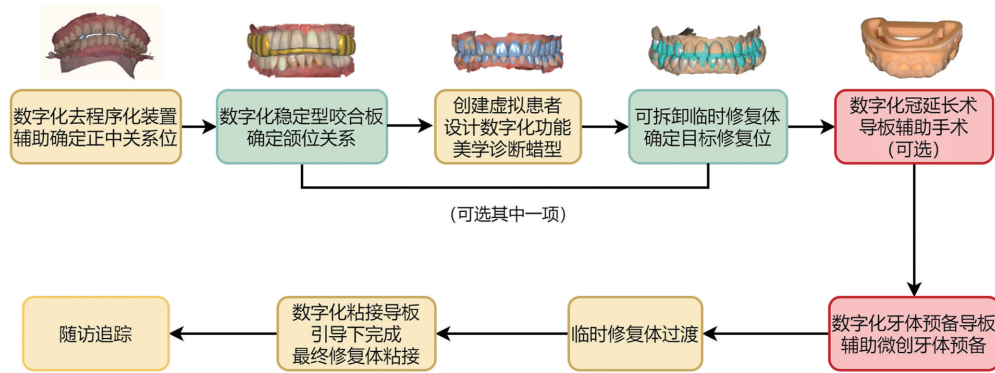 数字化去程序化装置
辅助确定正中关系位
数字化稳定型咬合板
确定颌位关系
创建虚拟患者
设计数字化功能
美学诊断蜡型
可拆卸临时修复体
确定目标修复位
数字化冠延长术
导板辅助手术
(可选)
(可选其中一项)
随访追踪
数字化粘接导板
引导下完成
最终修复体粘接
临时修复体过渡
数字化牙体预备导板
辅助微创牙体预备